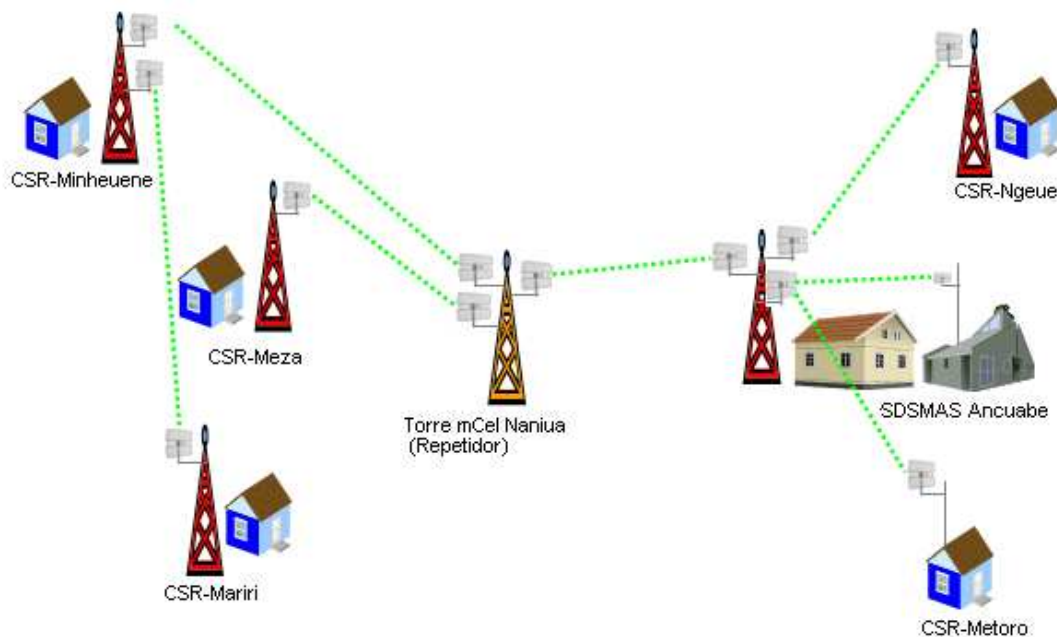 CSR-Minheuene
CSR-Ngeue
CSR-Meza
Torre mCel Naniua
(Repetidor)
SDSMAS Ancuabe
CSR-Mariri
CSR-Metoro